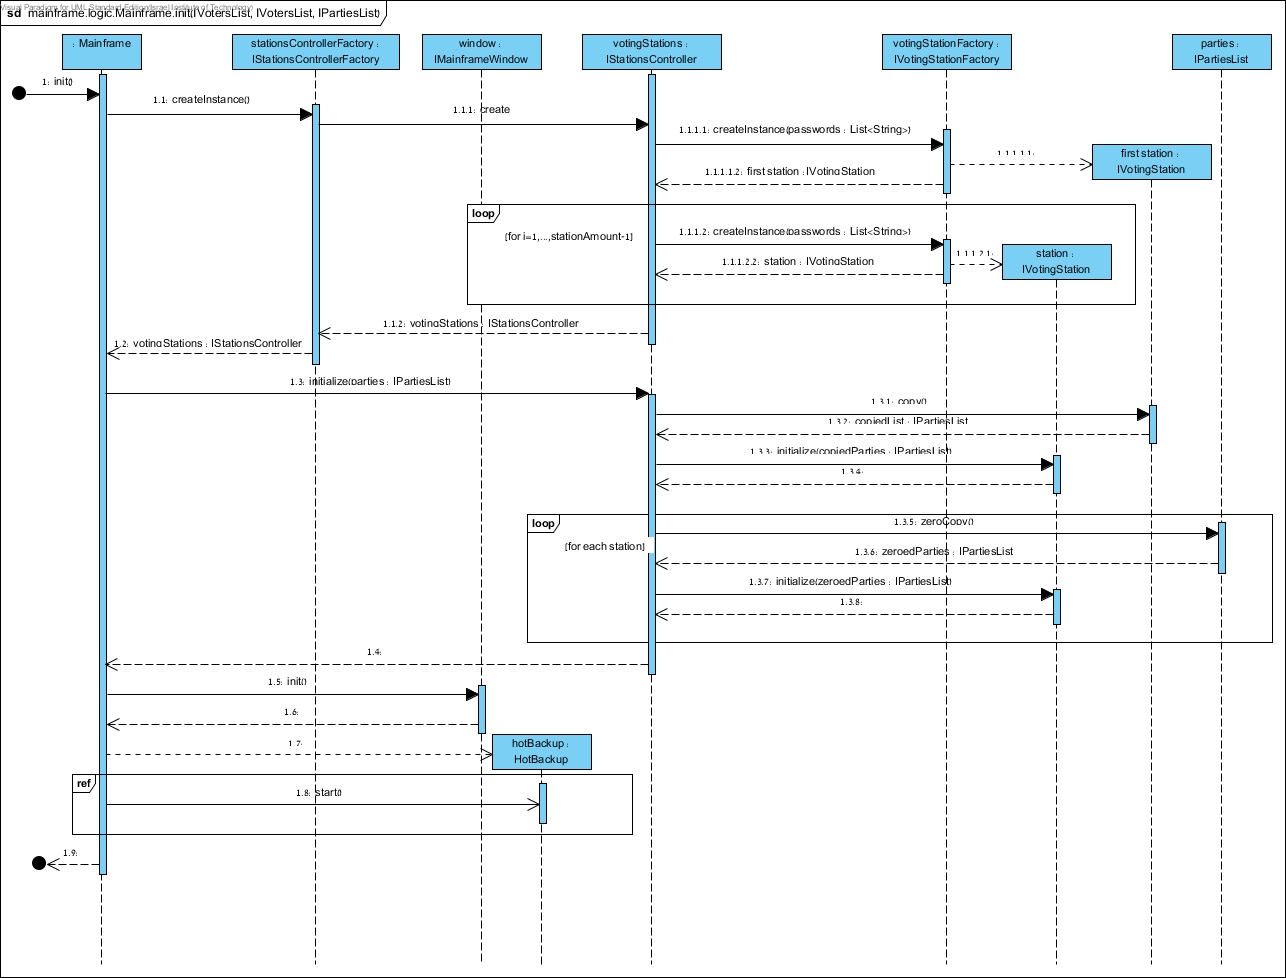 Visual Paradigm for UML Standard Edition(Israel Institute of Technology)
sd mainframe.logic.Mainframe.init(IVotersList, IVotersList, IPartiesList)
: Mainframe
stationsControllerFactory :
IStationsControllerFactory
window :
IMainframeWindow
votingStations :
IStationsController
votingStationFactory :
IVotingStationFactory
parties :
IPartiesList
1: init()
1.1: createInstance()
1.1.1: create
1.1.1.1: createInstance(passwords : List<String>)
1.1.1.1.1:
first station :
IVotingStation
1.1.1.1.2: first station : IVotingStation
loop
[for i=1,...,stationAmount-1]
1.1.1.2: createInstance(passwords : List<String>)
1.1.1.2.1:
station :
IVotingStation
1.1.1.2.2: station : IVotingStation
1.1.2: votingStations : IStationsController
1.2: votingStations : IStationsController
1.3: initialize(parties : IPartiesList)
1.3.1: copy()
1.3.2: copiedList : IPartiesList
1.3.3: initialize(copiedParties : IPartiesList)
1.3.4:
loop
[for each station]
1.3.5: zeroCopy()
1.3.6: zeroedParties : IPartiesList
1.3.7: initialize(zeroedParties : IPartiesList)
1.3.8:
1.4:
1.5: init()
1.6:
1.7:
hotBackup :
HotBackup
ref
1.8: start()
1.9: